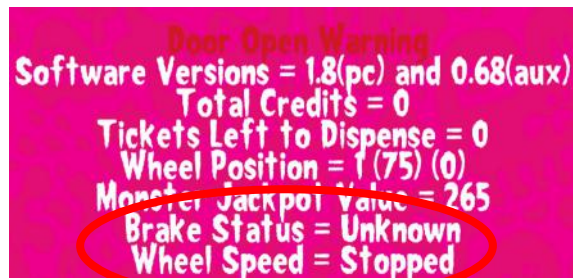 Door Open Warning
Software Versions = 1.8(pc) and 0.68(aux)
Total Credits = 0
Tickets Left to Dispense = 0
Wheel Position = 1 (75) (0)
Monster Jackpot Value = 265
Brake Status = Unknown
Wheel Speed = Stopped